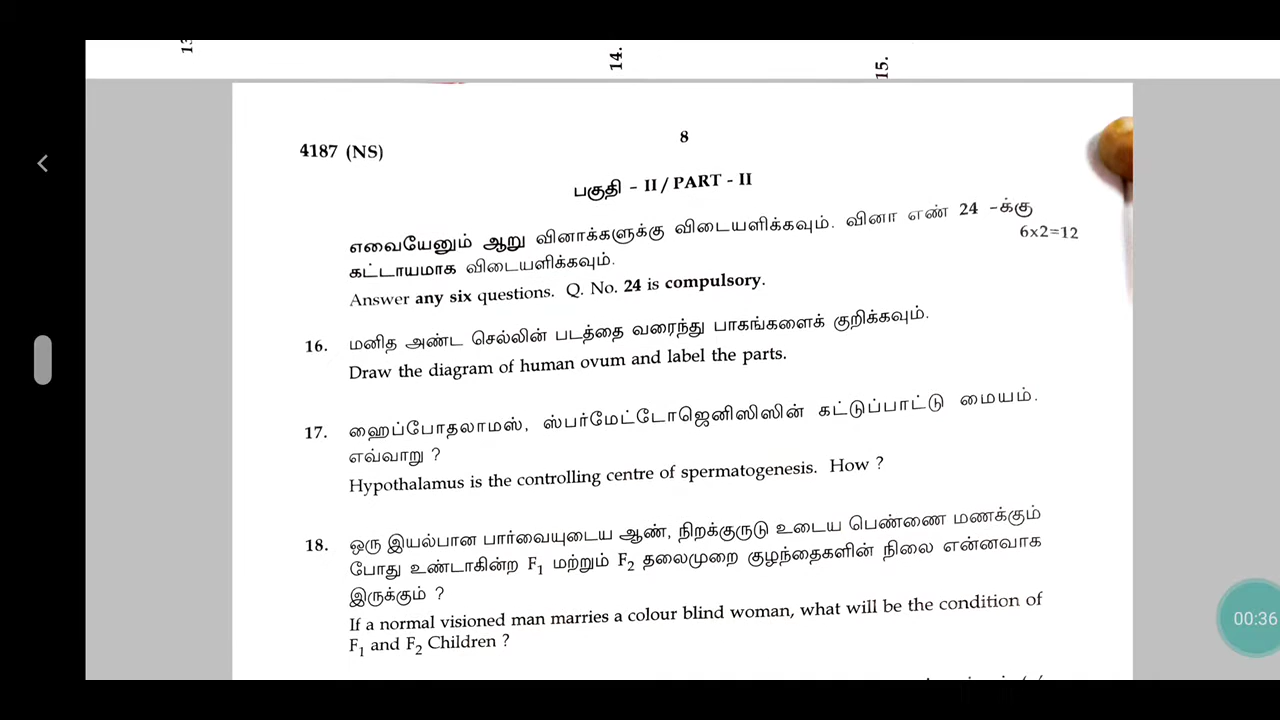 14.
15.
4187 (NS)
8
பகுதி - II / PART - II
எவையேனும் ஆறு வினாக்களுக்கு விடையளிக்கவும். வினா எண் 24 -க்கு
கட்டாயமாக விடையளிக்கவும்.
6x2=12
Answer any six questions. Q. No. 24 is compulsory.
16. மனித அண்ட செல்லின் படத்தை வரைந்து பாகங்களைக் குறிக்கவும்.
Draw the diagram of human ovum and label the parts.
17. ஹைப்போதலாமஸ், ஸ்பர்மேட்டோஜெனிஸிஸின் கட்டுப்பாட்டு மையம்.
எவ்வாறு ?
Hypothalamus is the controlling centre of spermatogenesis. How ?
18. ஒரு இயல்பான பார்வையுடைய ஆண், நிறக்குருடு உடைய பெண்ணை மணக்கும்
போது உண்டாகின்ற F₁ மற்றும் F₂ தலைமுறை குழந்தைகளின் நிலை என்னவாக
இருக்கும் ?
If a normal visioned man marries a colour blind woman, what will be the condition of
F₁ and F₂ Children ?
00:36